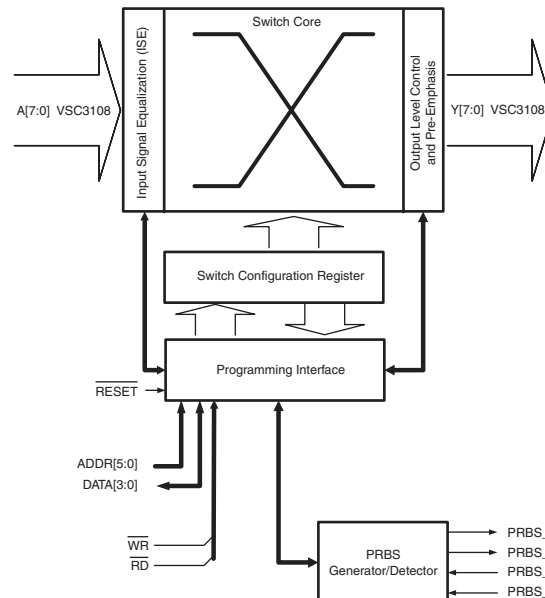 Switch Core
Input Signal Equalization (ISE)
A[7:0] VSC3108
Output Level Control
and Pre-Emphasis
Y[7:0] VSC3108
Switch Configuration Register
Programming Interface
RESET
ADDR[5:0]
DATA[3:0]
WR
RD
PRBS
Generator/Detector
PRBS_
PRBS_
PRBS_
PRBS_